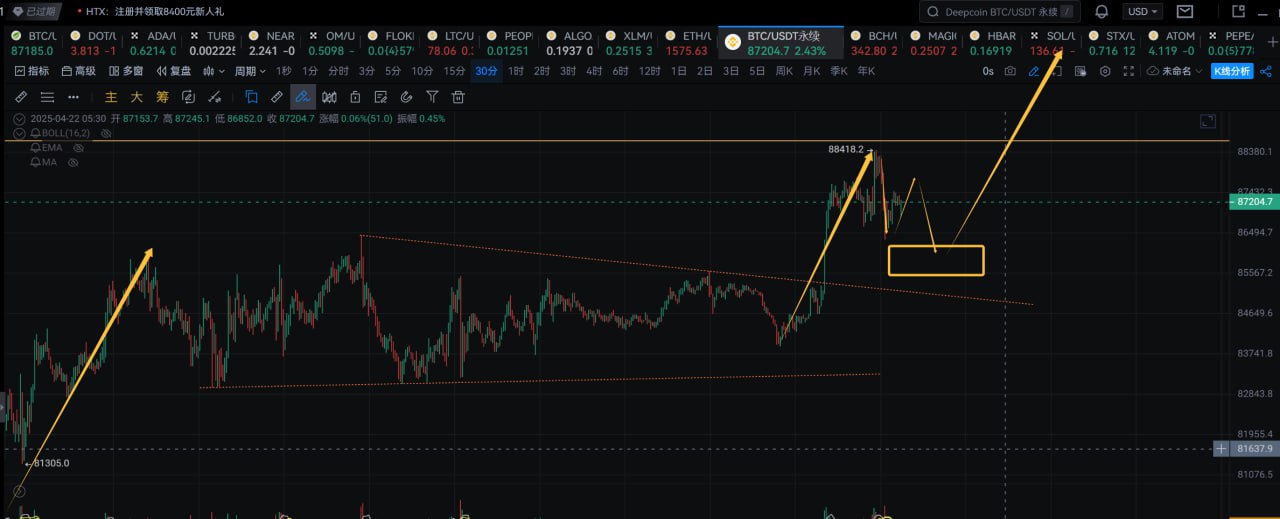 1 已过期 • HTX：注册并领取8400元新人礼 Deepcoin BTC/USDT 永续 / USD
BTC/U DOT/U ADA/U TURB NEAR OM/U FLOKI LTC/U PEOPI ALGO XLM/U ETH/U BTC/USDT永续 BCH/U MAGI HBAR SOL/U STX/U ATOM PEPE/
87185.0 3.813 -1 0.6214 0 0.002225 2.241 -0 0.5098 - 0.0{4}57 78.06 0.3 0.01251 0.1937 0 0.2515 3 1575.63 87204.7 2.43% 342.80 2 0.2507 2 0.16919 136.61 - 0.716 12 4.119 -0 0.0{5}778
指标 高级 多窗 复盘 周期 1秒 1分 3分 5分 10分 15分 30分 1时 2时 3时 4时 6时 12时 1日 2日 3日 5日 周K 月K 季K 年K 0s 未命名 K线分析
主 大 筹
2025-04-22 05:30 开 87153.7 高 87245.1 低 86852.0 收 87204.7 涨幅 0.06%(51.0) 振幅 0.45%
BOLL(16,2)
EMA
MA
88418.2
88380.1
87432.3
87204.7
86494.7
85567.2
84649.6
83741.8
82843.8
81955.4
81637.9
81305.0
81076.5